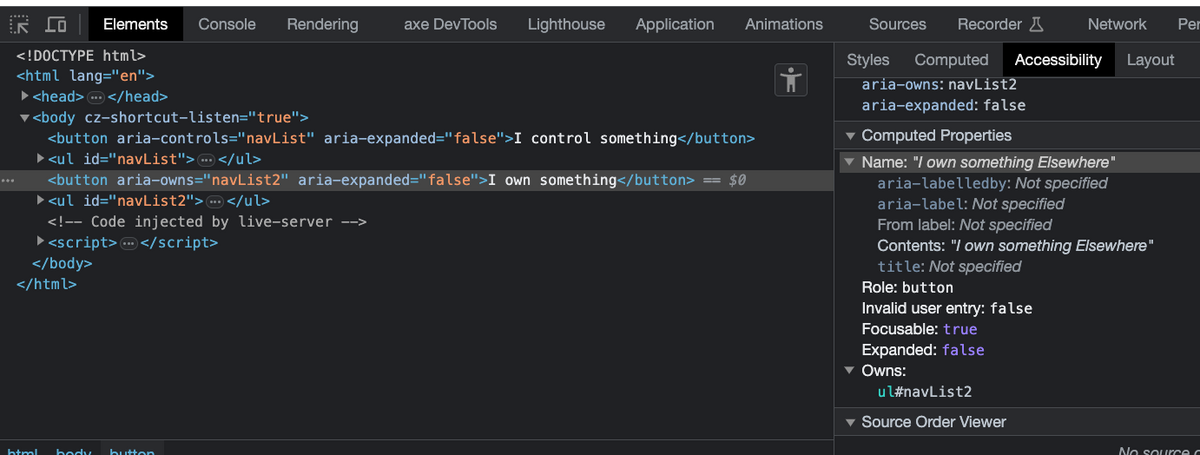 Elements Console Rendering axe DevTools Lighthouse Application Animations Sources Recorder Network
<!DOCTYPE html>
<html lang="en">
<head> ⋯ </head>
<body cz-shortcut-listen="true">
<button aria-controls="navList" aria-expanded="false">I control something</button>
<ul id="navList"> ⋯ </ul>
⋯ <button aria-owns="navList2" aria-expanded="false">I own something</button> == $0
<ul id="navList2"> ⋯ </ul>
<!-- Code injected by live-server -->
<script> ⋯ </script>
</body>
</html>
html body button
Styles Computed Accessibility Layout
aria-owns: navList2
aria-expanded: false
Computed Properties
Name: "I own something Elsewhere"
aria-labelledby: Not specified
aria-label: Not specified
From label: Not specified
Contents: "I own something Elsewhere"
title: Not specified
Role: button
Invalid user entry: false
Focusable: true
Expanded: false
Owns:
ul#navList2
Source Order Viewer
No source